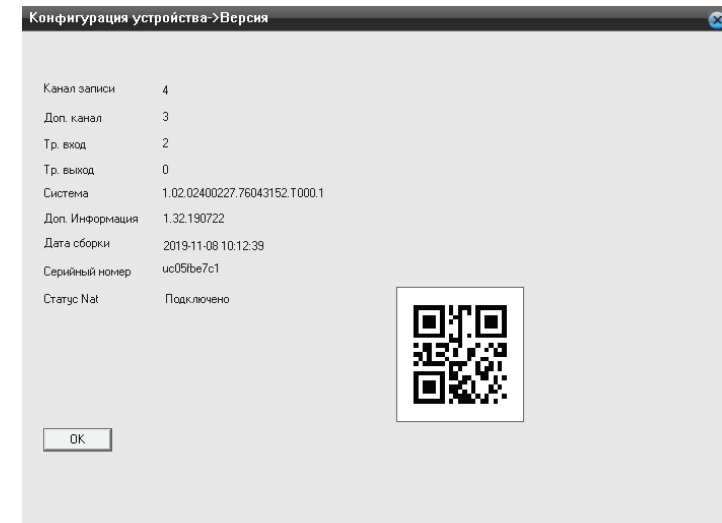 Конфигурация устройства->Версия
Канал записи 4
Доп. канал 3
Тр. вход 2
Тр. выход 0
Система 1.02.02400227.76043152.T000.1
Доп. Информация 1.32.190722
Дата сборки 2019-11-08 10:12:39
Серийный номер uc05fbe7c1
Статус Nat Подключено
OK